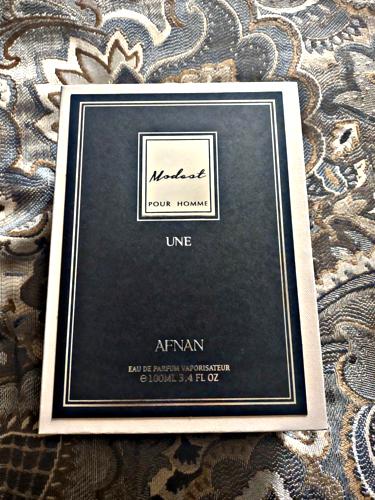 Modest
POUR HOMME
UNE
AFNAN
EAU DE PARFUM VAPORISATEUR
℮100ML 3.4 FL OZ